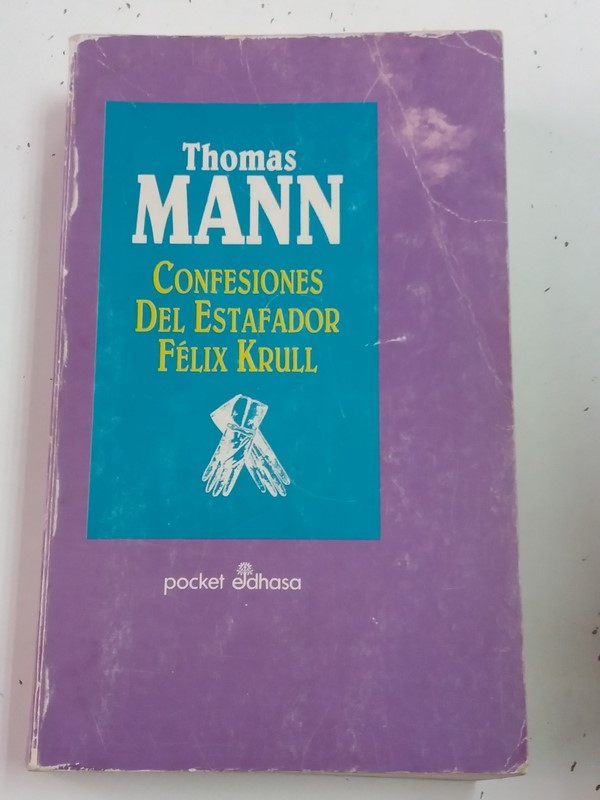 Thomas
MANN
CONFESIONES
DEL ESTAFADOR
FÉLIX KRULL
pocket edhasa